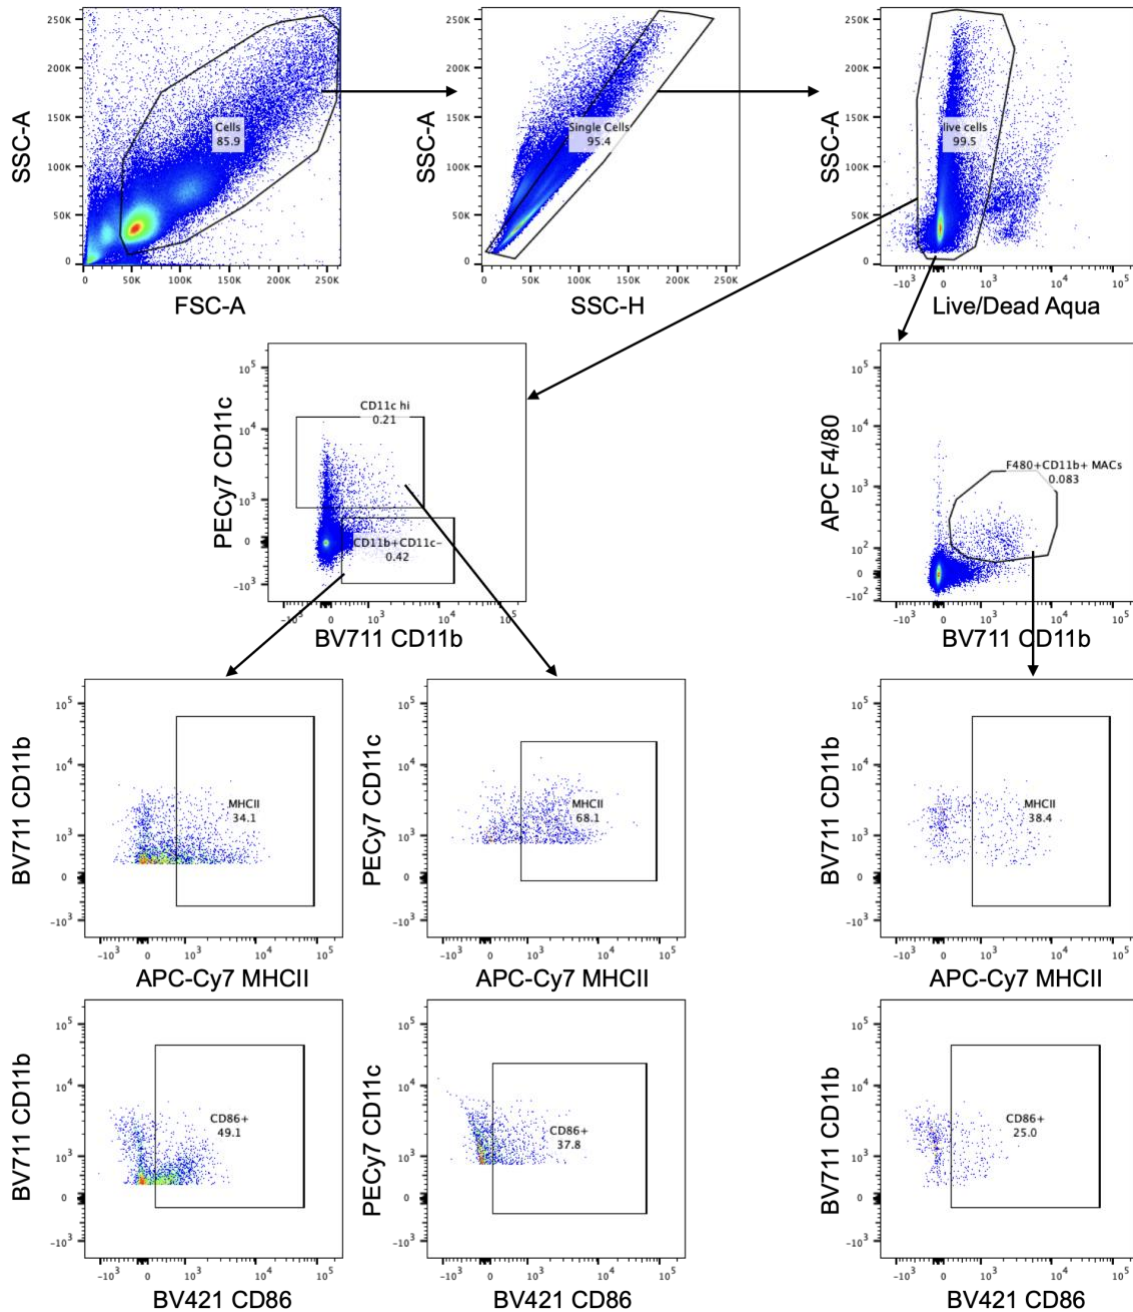 SSC-A
250K
200K
150K
100K
50K
0
Cells
85.9
0 50K 100K 150K 200K 250K
FSC-A
SSC-A
250K
200K
150K
100K
50K
0
Single Cells
95.4
0 50K 100K 150K 200K 250K
SSC-H
SSC-A
250K
200K
150K
100K
50K
0
live cells
99.5
-10³ 0 10³ 10⁴ 10⁵
Live/Dead Aqua
PECy7 CD11c
10⁵
10⁴
10³
0
-10³
CD11c hi
0.21
CD11b+CD11c-
0.42
0 10³ 10⁴ 10⁵
BV711 CD11b
APC F4/80
10⁵
10⁴
10³
10²
0
-10²
F480+CD11b+ MACs
0.083
-10³ 0 10³ 10⁴ 10⁵
BV711 CD11b
BV711 CD11b
10⁵
10⁴
10³
0
-10³
MHCII
34.1
-10³ 0 10³ 10⁴ 10⁵
APC-Cy7 MHCII
PECy7 CD11c
10⁵
10⁴
10³
0
-10³
MHCII
68.1
-10³ 0 10³ 10⁴ 10⁵
APC-Cy7 MHCII
BV711 CD11b
10⁵
10⁴
10³
0
-10³
MHCII
38.4
-10³ 0 10³ 10⁴ 10⁵
APC-Cy7 MHCII
BV711 CD11b
10⁵
10⁴
10³
0
-10³
CD86+
49.1
-10³ 0 10³ 10⁴ 10⁵
BV421 CD86
PECy7 CD11c
10⁵
10⁴
10³
0
-10³
CD86+
37.8
-10³ 0 10³ 10⁴ 10⁵
BV421 CD86
BV711 CD11b
10⁵
10⁴
10³
0
-10³
CD86+
25.0
-10³ 0 10³ 10⁴ 10⁵
BV421 CD86